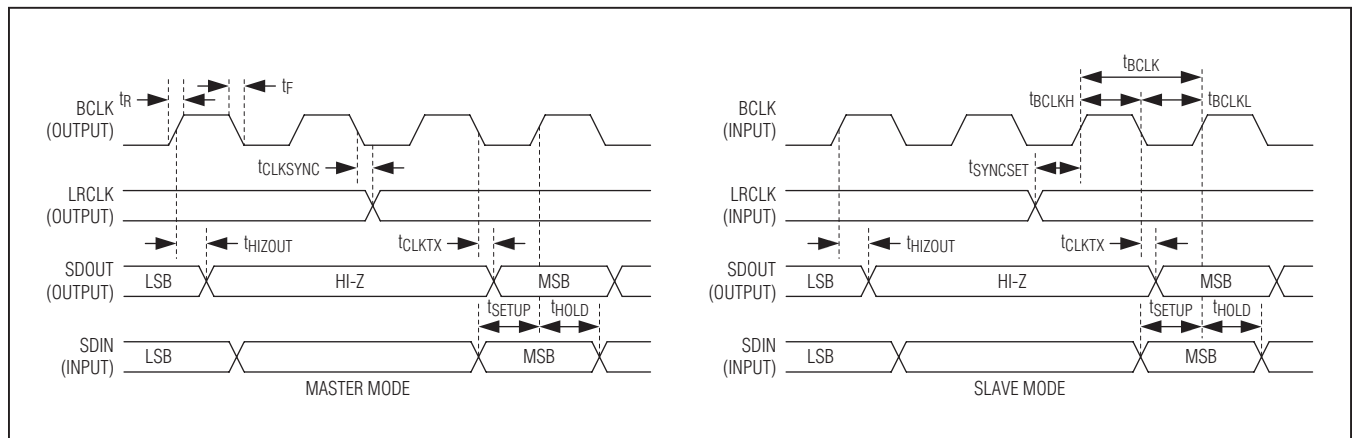 tR
tF
BCLK
(OUTPUT)
tCLKSYNC
LRCLK
(OUTPUT)
tHIZOUT
tCLKTX
SDOUT
(OUTPUT)
LSB
HI-Z
MSB
tSETUP
tHOLD
SDIN
(INPUT)
LSB
MSB
MASTER MODE
tBCLK
tBCLKH
tBCLKL
BCLK
(INPUT)
tSYNCSET
LRCLK
(INPUT)
tHIZOUT
tCLKTX
SDOUT
(OUTPUT)
LSB
HI-Z
MSB
tSETUP
tHOLD
SDIN
(INPUT)
LSB
MSB
SLAVE MODE